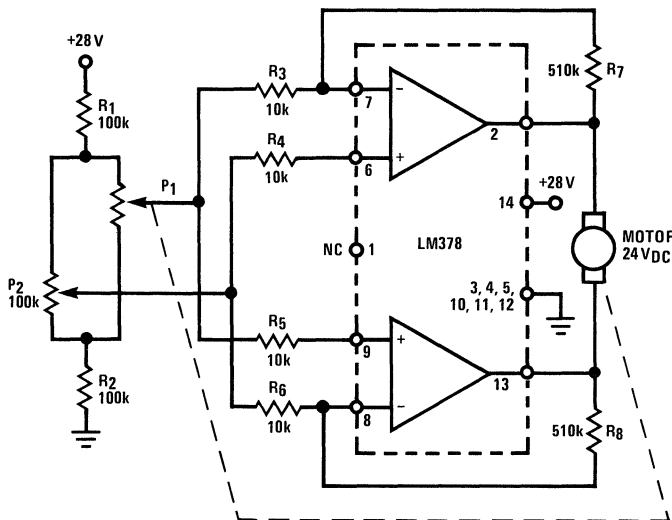 +28 V
R1
100k
P1
P2
100k
R2
100k
R3
10k
R4
10k
R5
10k
R6
10k
7
−
6
+
NC 1
LM378
9
+
8
−
2
14
+28 V
3, 4, 5,
10, 11, 12
13
510k R7
MOTOR
24 VDC
510k R8